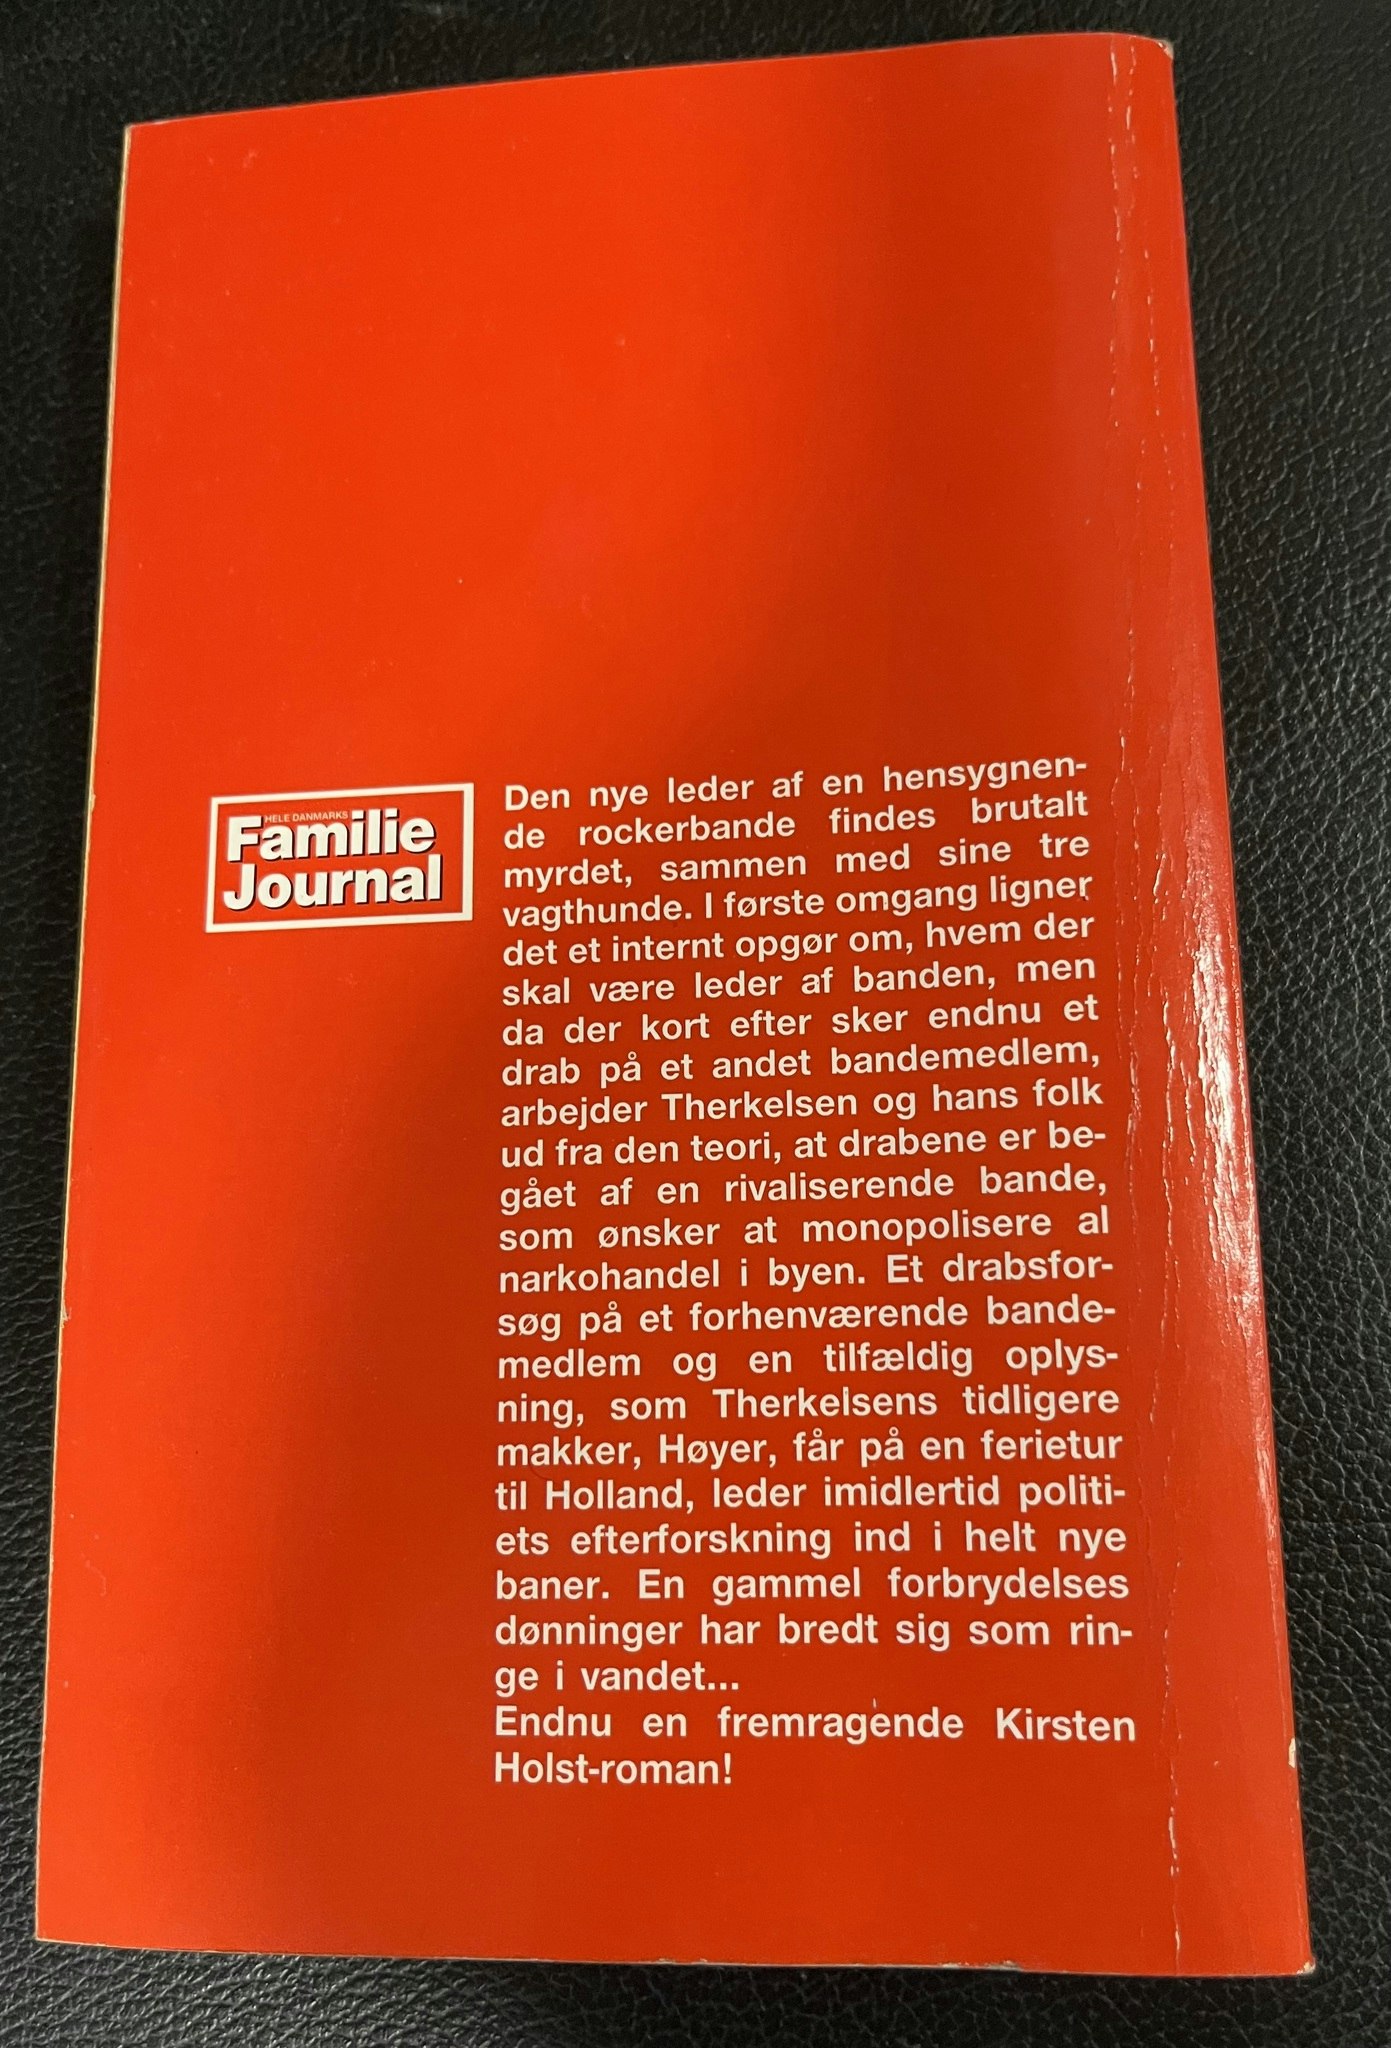 HELE DANMARKS
Familie
Journal
Den nye leder af en hensygnen-
de rockerbande findes brutalt
myrdet, sammen med sine tre
vagthunde. I første omgang ligner
det et internt opgør om, hvem der
skal være leder af banden, men
da der kort efter sker endnu et
drab på et andet bandemedlem,
arbejder Therkelsen og hans folk
ud fra den teori, at drabene er be-
gået af en rivaliserende bande,
som ønsker at monopolisere al
narkohandel i byen. Et drabsfor-
søg på et forhenværende bande-
medlem og en tilfældig oplys-
ning, som Therkelsens tidligere
makker, Høyer, får på en ferietur
til Holland, leder imidlertid politi-
ets efterforskning ind i helt nye
baner. En gammel forbrydelses
dønninger har bredt sig som rin-
ge i vandet...
Endnu en fremragende Kirsten
Holst-roman!